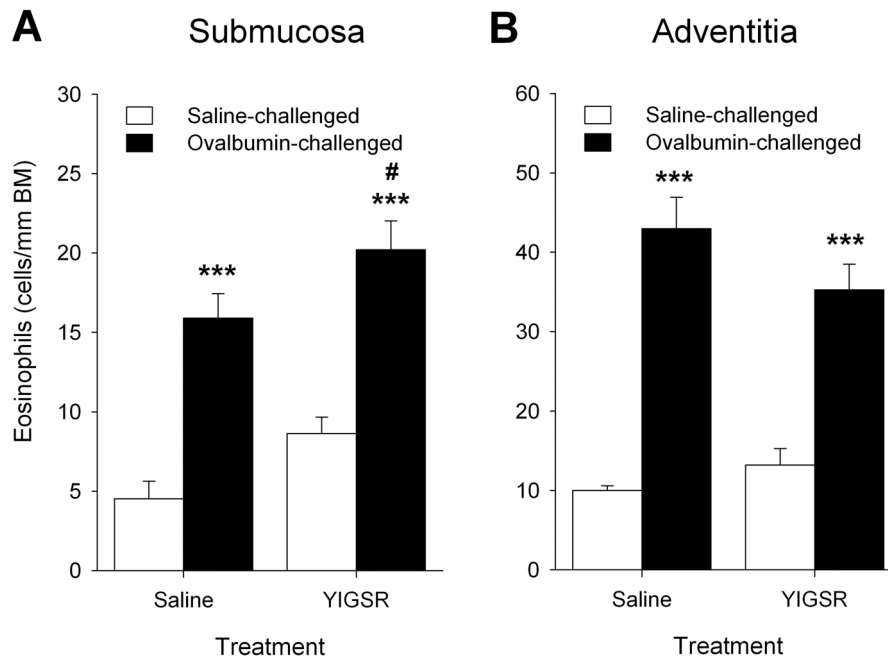 A
Submucosa
30
25
20
15
10
5
0
Eosinophils (cells/mm BM)
Saline-challenged
Ovalbumin-challenged
***
#
***
Saline
YIGSR
Treatment
B
Adventitia
60
50
40
30
20
10
0
Saline-challenged
Ovalbumin-challenged
***
***
Saline
YIGSR
Treatment